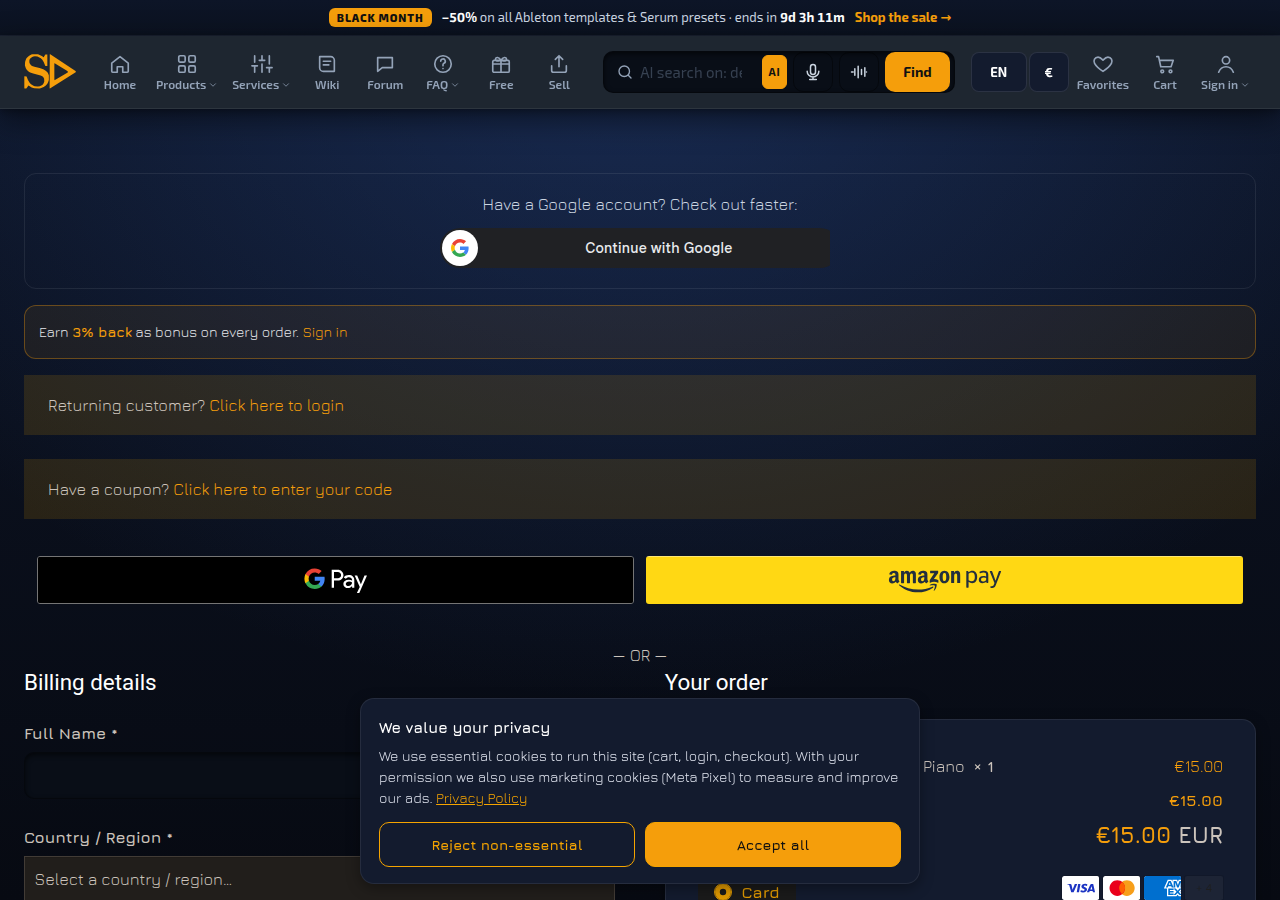 BLACK MONTH −50% on all Ableton templates & Serum presets · ends in 9d 3h 11m Shop the sale →
SD
Home Products Services Wiki Forum FAQ Free Sell
AI search on: de AI Find EN € Favorites Cart Sign in
Have a Google account? Check out faster:
Continue with Google
Earn 3% back as bonus on every order. Sign in
Returning customer? Click here to login
Have a coupon? Click here to enter your code
G Pay amazon pay
— OR —
Billing details
Your order
Full Name *
Country / Region *
Select a country / region...
We value your privacy
We use essential cookies to run this site (cart, login, checkout). With your
permission we also use marketing cookies (Meta Pixel) to measure and improve
our ads. Privacy Policy
Reject non-essential Accept all
Piano × 1 €15.00
€15.00
€15.00 EUR
Card VISA AMEX